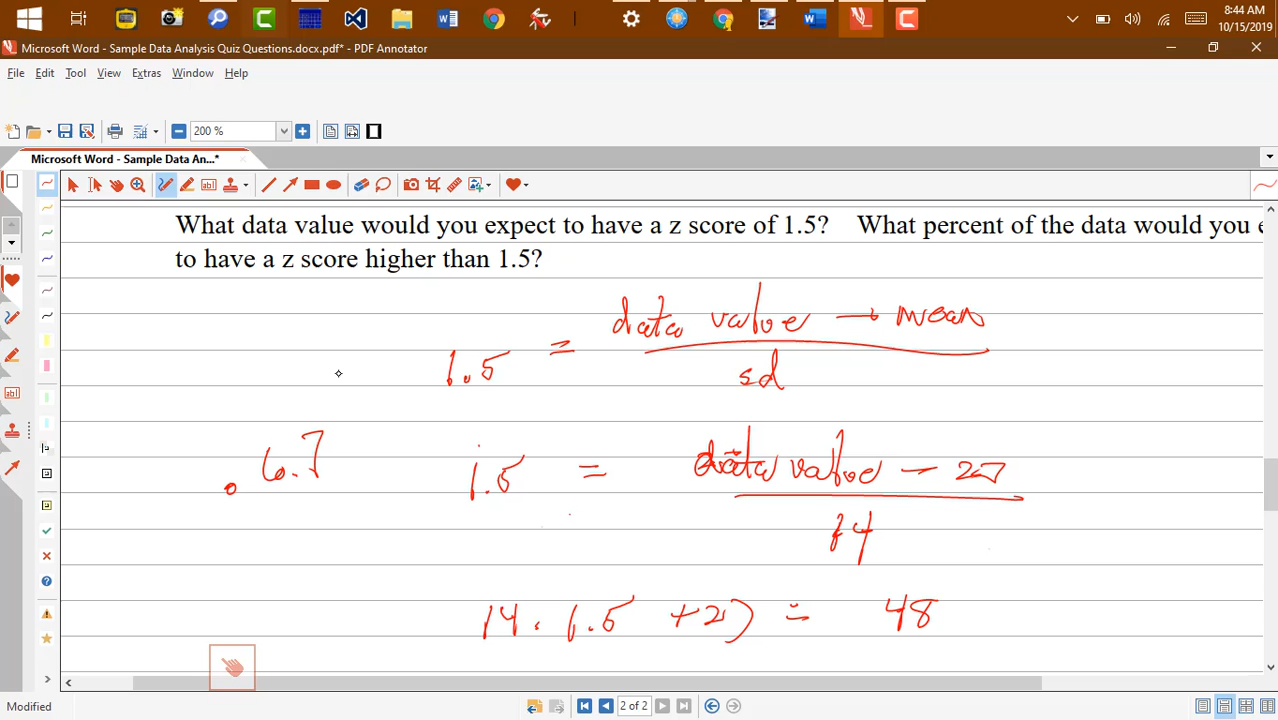 8:44 AM
10/15/2019
Microsoft Word - Sample Data Analysis Quiz Questions.docx.pdf* - PDF Annotator
File Edit Tool Extras View Window Help
200 %
Microsoft Word - Sample Data An...*
What data value would you expect to have a z score of 1.5? What percent of the data would you e
to have a z score higher than 1.5?
1.5 = data value - mean
sd
.6.7 1.5 = data value - 27
14
14 . 1.5 + 27 = 48
2 of 2
Modified